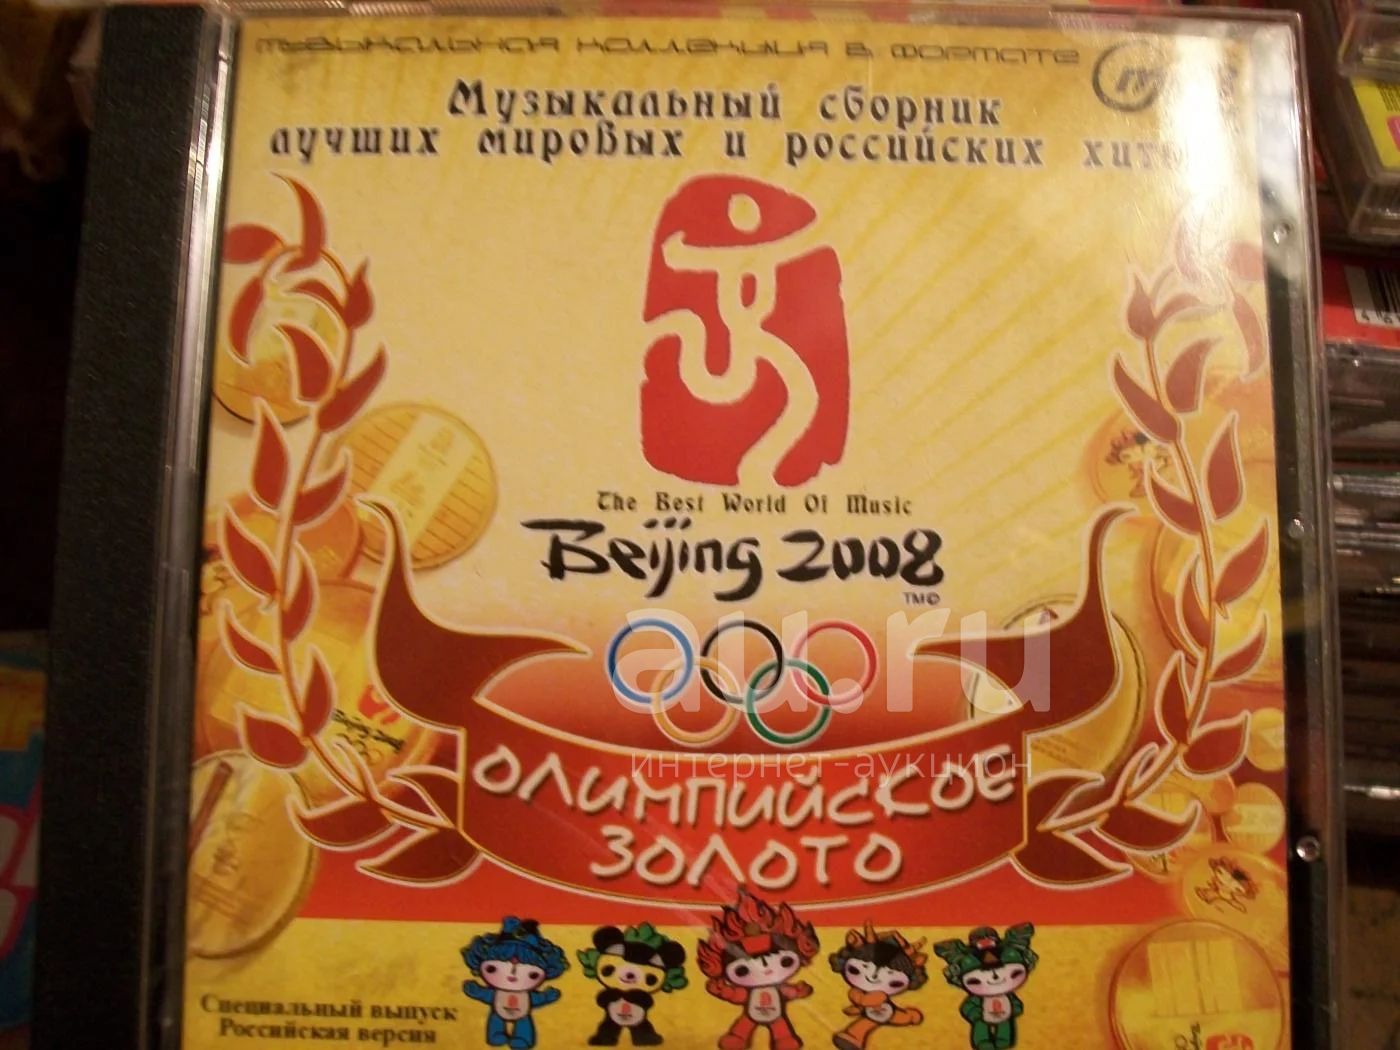 музыкальная коллекция в формате
Музыкальный сборник
лучших мировых и российских
The Best World Of Music
Beijing 2008
TM©
au.ru
интернет-аукцион
ОЛИМПИЙСКОЕ
ЗОЛОТО
Специальный выпуск
Российская версия